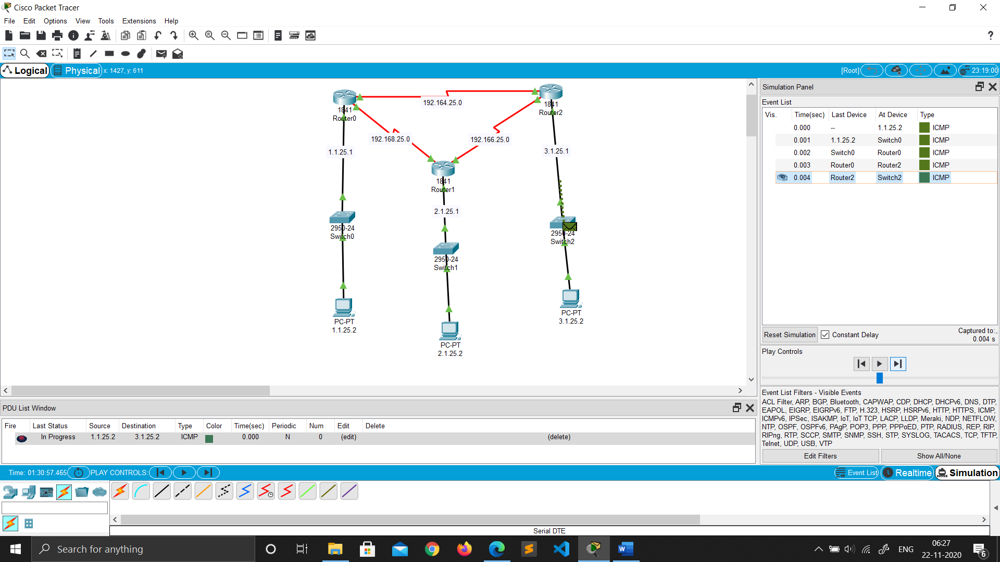 Cisco Packet Tracer
File Edit Options View Tools Extensions Help
Logical Physical x: 1427, y: 611 [Root] 23:19:00
192.164.25.0
1841
Router0
1841
Router2
192.168.25.0
192.166.25.0
1.1.25.1
3.1.25.1
1841
Router1
2.1.25.1
2950-24
Switch0
2950-24
Switch2
2950-24
Switch1
PC-PT
1.1.25.2
PC-PT
3.1.25.2
PC-PT
2.1.25.2
Simulation Panel
Event List
Vis. Time(sec) Last Device At Device Type
0.000 -- 1.1.25.2 ICMP
0.001 1.1.25.2 Switch0 ICMP
0.002 Switch0 Router0 ICMP
0.003 Router0 Router2 ICMP
0.004 Router2 Switch2 ICMP
Reset Simulation Constant Delay Captured to:
0.004 s
Play Controls
Event List Filters - Visible Events
ACL Filter, ARP, BGP, Bluetooth, CAPWAP, CDP, DHCP, DHCPv6, DNS, DTP,
EAPOL, EIGRP, EIGRPv6, FTP, H.323, HSRP, HSRPv6, HTTP, HTTPS, ICMP,
ICMPv6, IPSec, ISAKMP, IoT, IoT TCP, LACP, LLDP, Meraki, NDP, NETFLOW,
NTP, OSPF, OSPFv6, PAgP, POP3, PPP, PPPoED, PTP, RADIUS, REP, RIP,
RIPng, RTP, SCCP, SMTP, SNMP, SSH, STP, SYSLOG, TACACS, TCP, TFTP,
Telnet, UDP, USB, VTP
Edit Filters Show All/None
PDU List Window
Fire Last Status Source Destination Type Color Time(sec) Periodic Num Edit Delete
In Progress 1.1.25.2 3.1.25.2 ICMP 0.000 N 0 (edit) (delete)
Time: 01:30:57.465 PLAY CONTROLS: Event List Realtime Simulation
Serial DTE
Search for anything
ENG
06:27
22-11-2020
6